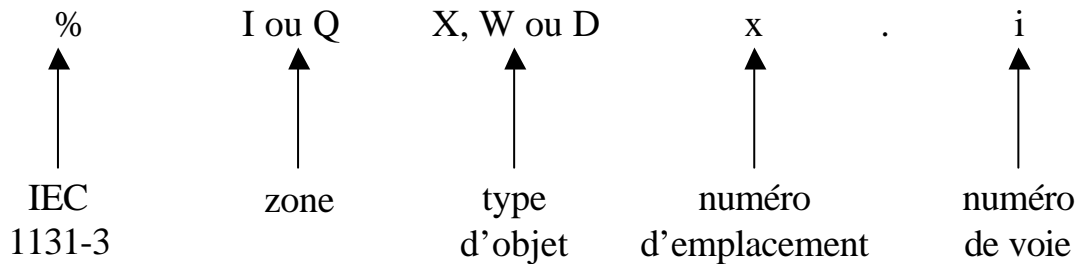 % I ou Q X, W ou D x . i
IEC 1131-3
zone
type d’objet
numéro d’emplacement
numéro de voie